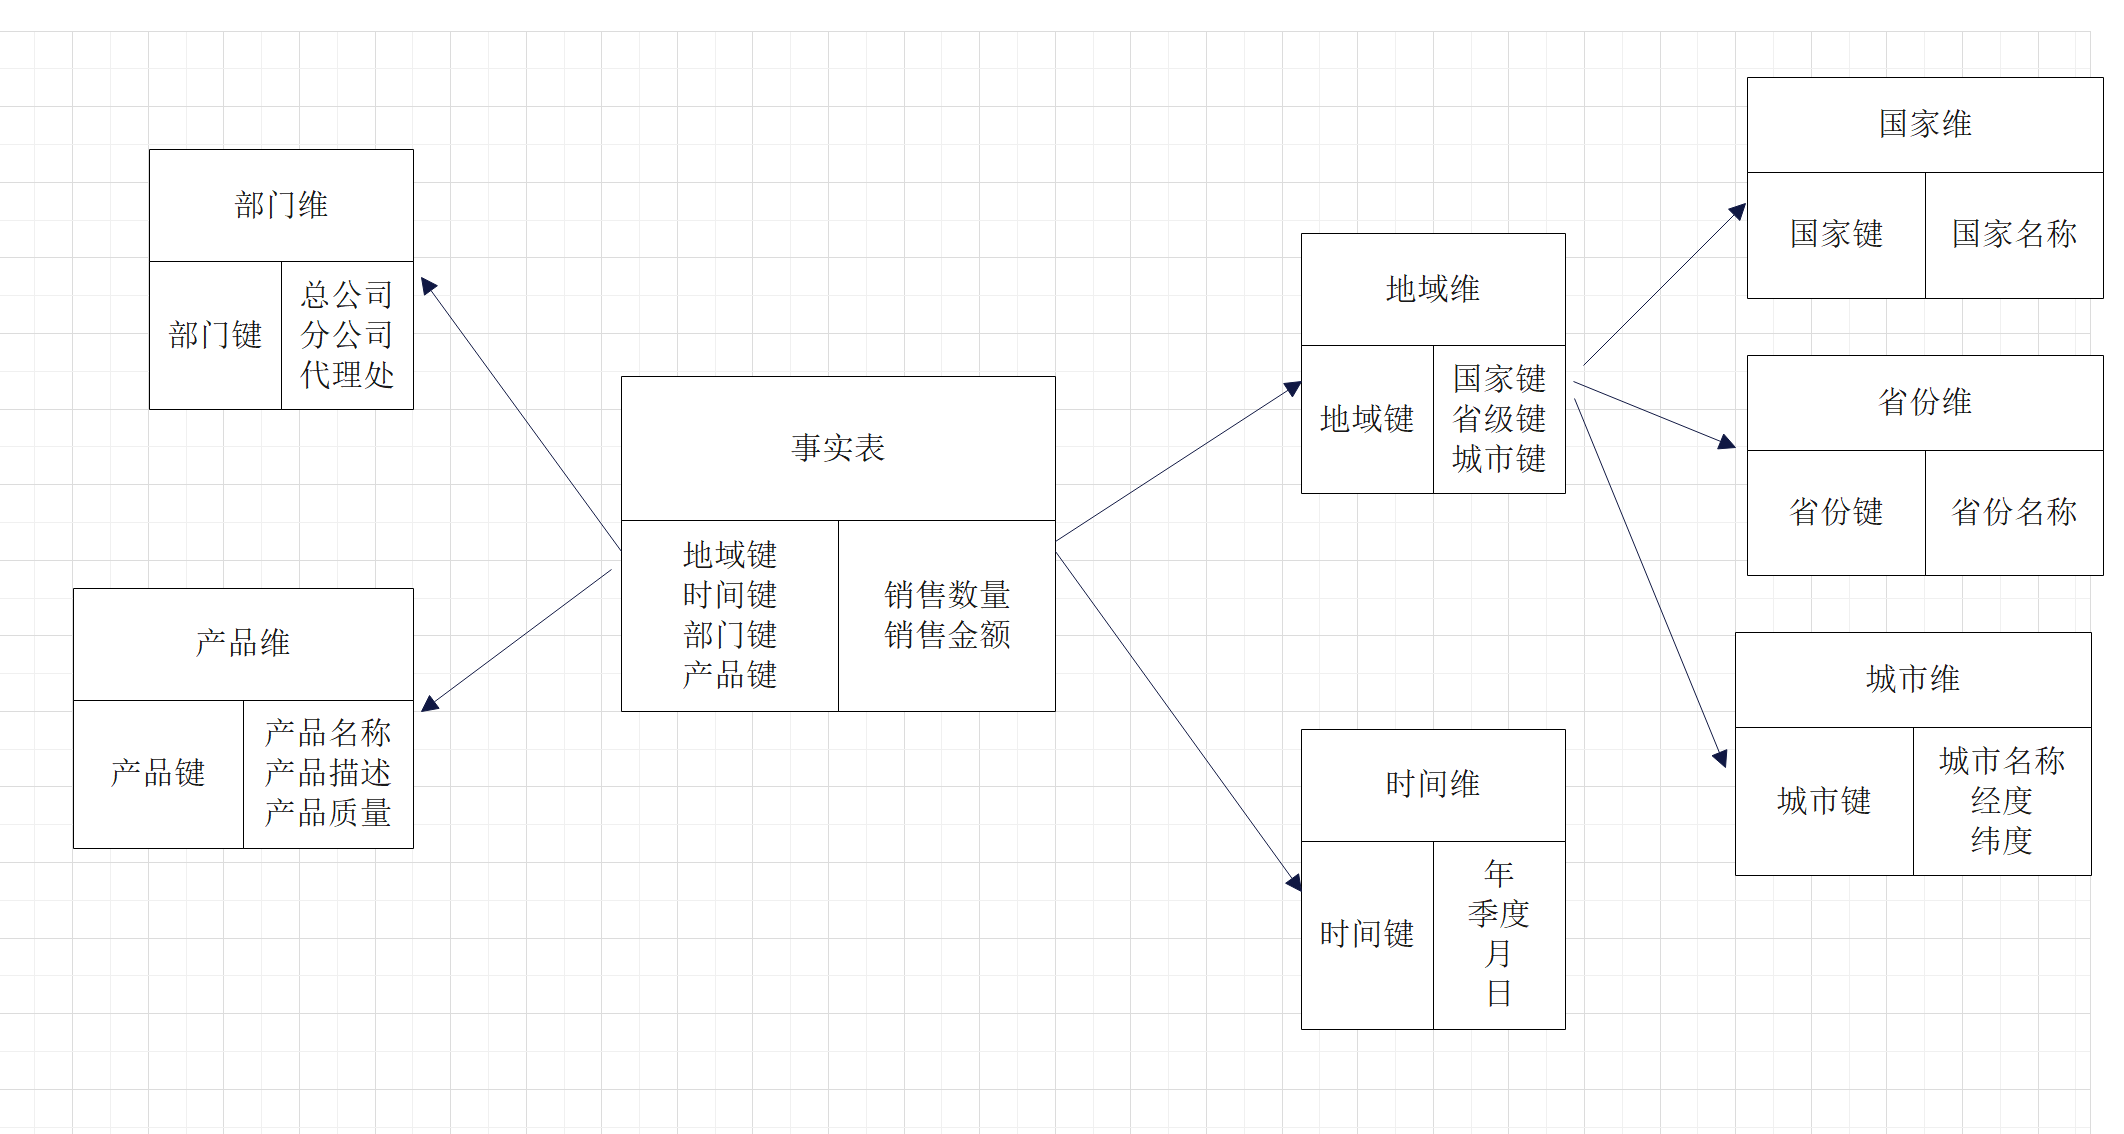 部门维
部门键
总公司
分公司
代理处
产品维
产品键
产品名称
产品描述
产品质量
事实表
地域键
时间键
部门键
产品键
销售数量
销售金额
地域维
地域键
国家键
省级键
城市键
时间维
时间键
年
季度
月
日
国家维
国家键
国家名称
省份维
省份键
省份名称
城市维
城市键
城市名称
经度
纬度